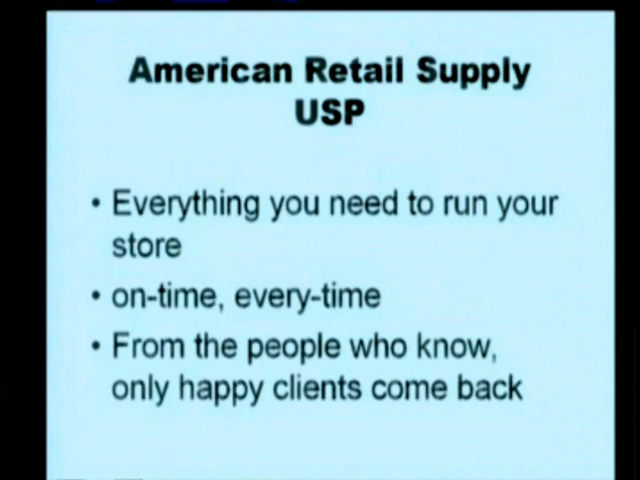 American Retail Supply
USP
• Everything you need to run your
store
• on-time, every-time
• From the people who know,
only happy clients come back